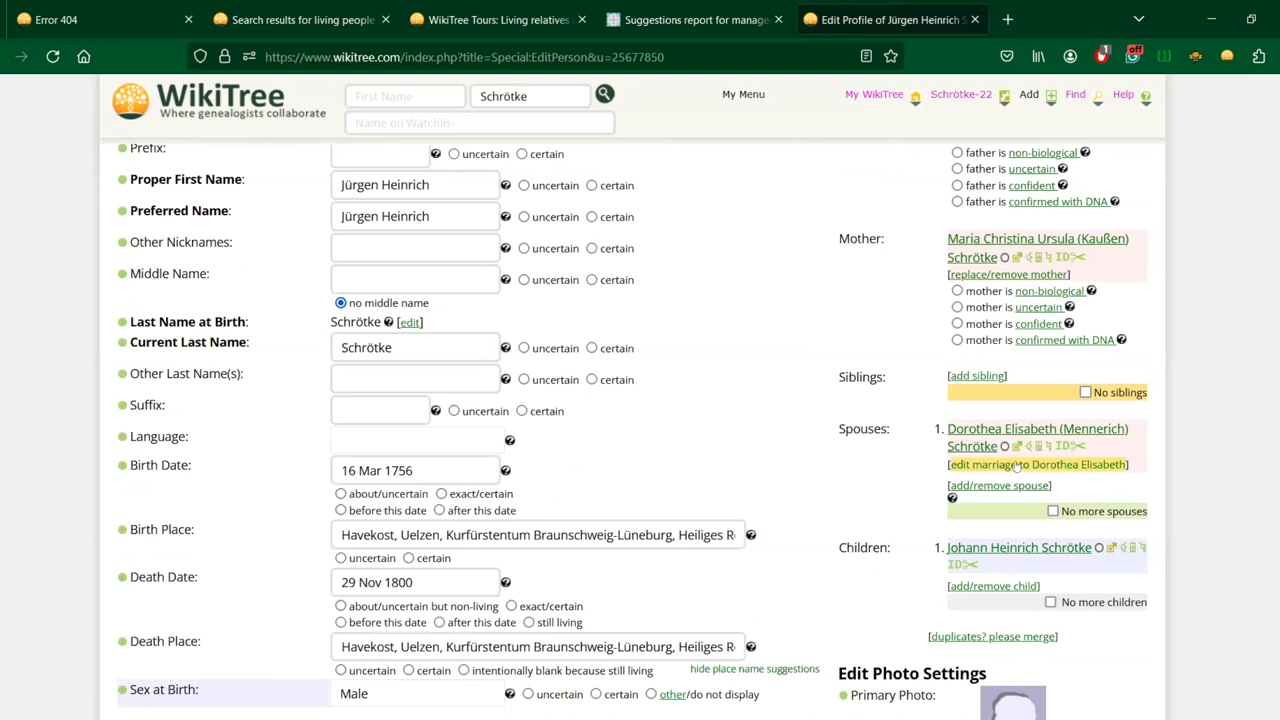 Error 404
Search results for living people
WikiTree Tours: Living relatives
Suggestions report for manage
Edit Profile of Jürgen Heinrich S
https://www.wikitree.com/index.php?title=Special:EditPerson&u=25677650
1
off
WikiTree
Where genealogists collaborate
First Name
Schrötke
Name on Watchlist
My Menu
My WikiTree
Schrötke-22
Add
Find
Help
Prefix:
uncertain
certain
Proper First Name:
Jürgen Heinrich
uncertain
certain
Preferred Name:
Jürgen Heinrich
uncertain
certain
Other Nicknames:
uncertain
certain
Middle Name:
uncertain
certain
no middle name
Last Name at Birth:
Schrötke [edit]
Current Last Name:
Schrötke
uncertain
certain
Other Last Name(s):
uncertain
certain
Suffix:
uncertain
certain
Language:
Birth Date:
16 Mar 1756
about/uncertain
exact/certain
before this date
after this date
Birth Place:
Havekost, Uelzen, Kurfürstentum Braunschweig-Lüneburg, Heiliges R
uncertain
certain
Death Date:
29 Nov 1800
about/uncertain but non-living
exact/certain
before this date
after this date
still living
Death Place:
Havekost, Uelzen, Kurfürstentum Braunschweig-Lüneburg, Heiliges R
uncertain
certain
intentionally blank because still living
hide place name suggestions
Sex at Birth:
Male
uncertain
certain
other/do not display
father is non-biological
father is uncertain
father is confident
father is confirmed with DNA
Mother:
Maria Christina Ursula (Kaußen)
Schrötke
ID
[replace/remove mother]
mother is non-biological
mother is uncertain
mother is confident
mother is confirmed with DNA
Siblings:
[add sibling]
No siblings
Spouses:
1. Dorothea Elisabeth (Mennerich)
Schrötke
ID
[edit marriage to Dorothea Elisabeth]
[add/remove spouse]
No more spouses
Children:
1. Johann Heinrich Schrötke
ID
[add/remove child]
No more children
[duplicates? please merge]
Edit Photo Settings
Primary Photo: